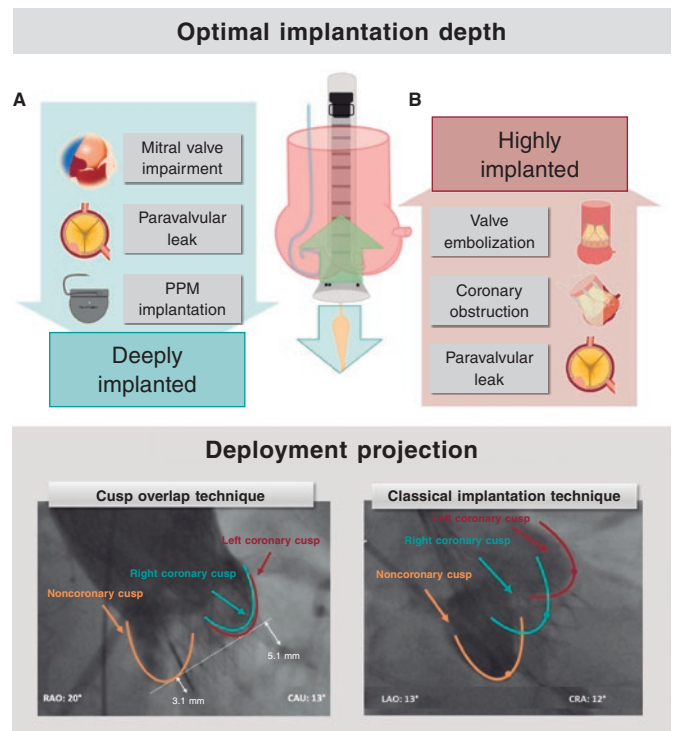 Optimal implantation depth
A
B
Mitral valve
impairment
Paravalvular
leak
PPM
implantation
Deeply
implanted
Highly
implanted
Valve
embolization
Coronary
obstruction
Paravalvular
leak
Deployment projection
Cusp overlap technique
Left coronary cusp
Right coronary cusp
Noncoronary cusp
5.1 mm
3.1 mm
RAO: 20°
CAU: 13°
Classical implantation technique
Left coronary cusp
Right coronary cusp
Noncoronary cusp
LAO: 13°
CRA: 12°